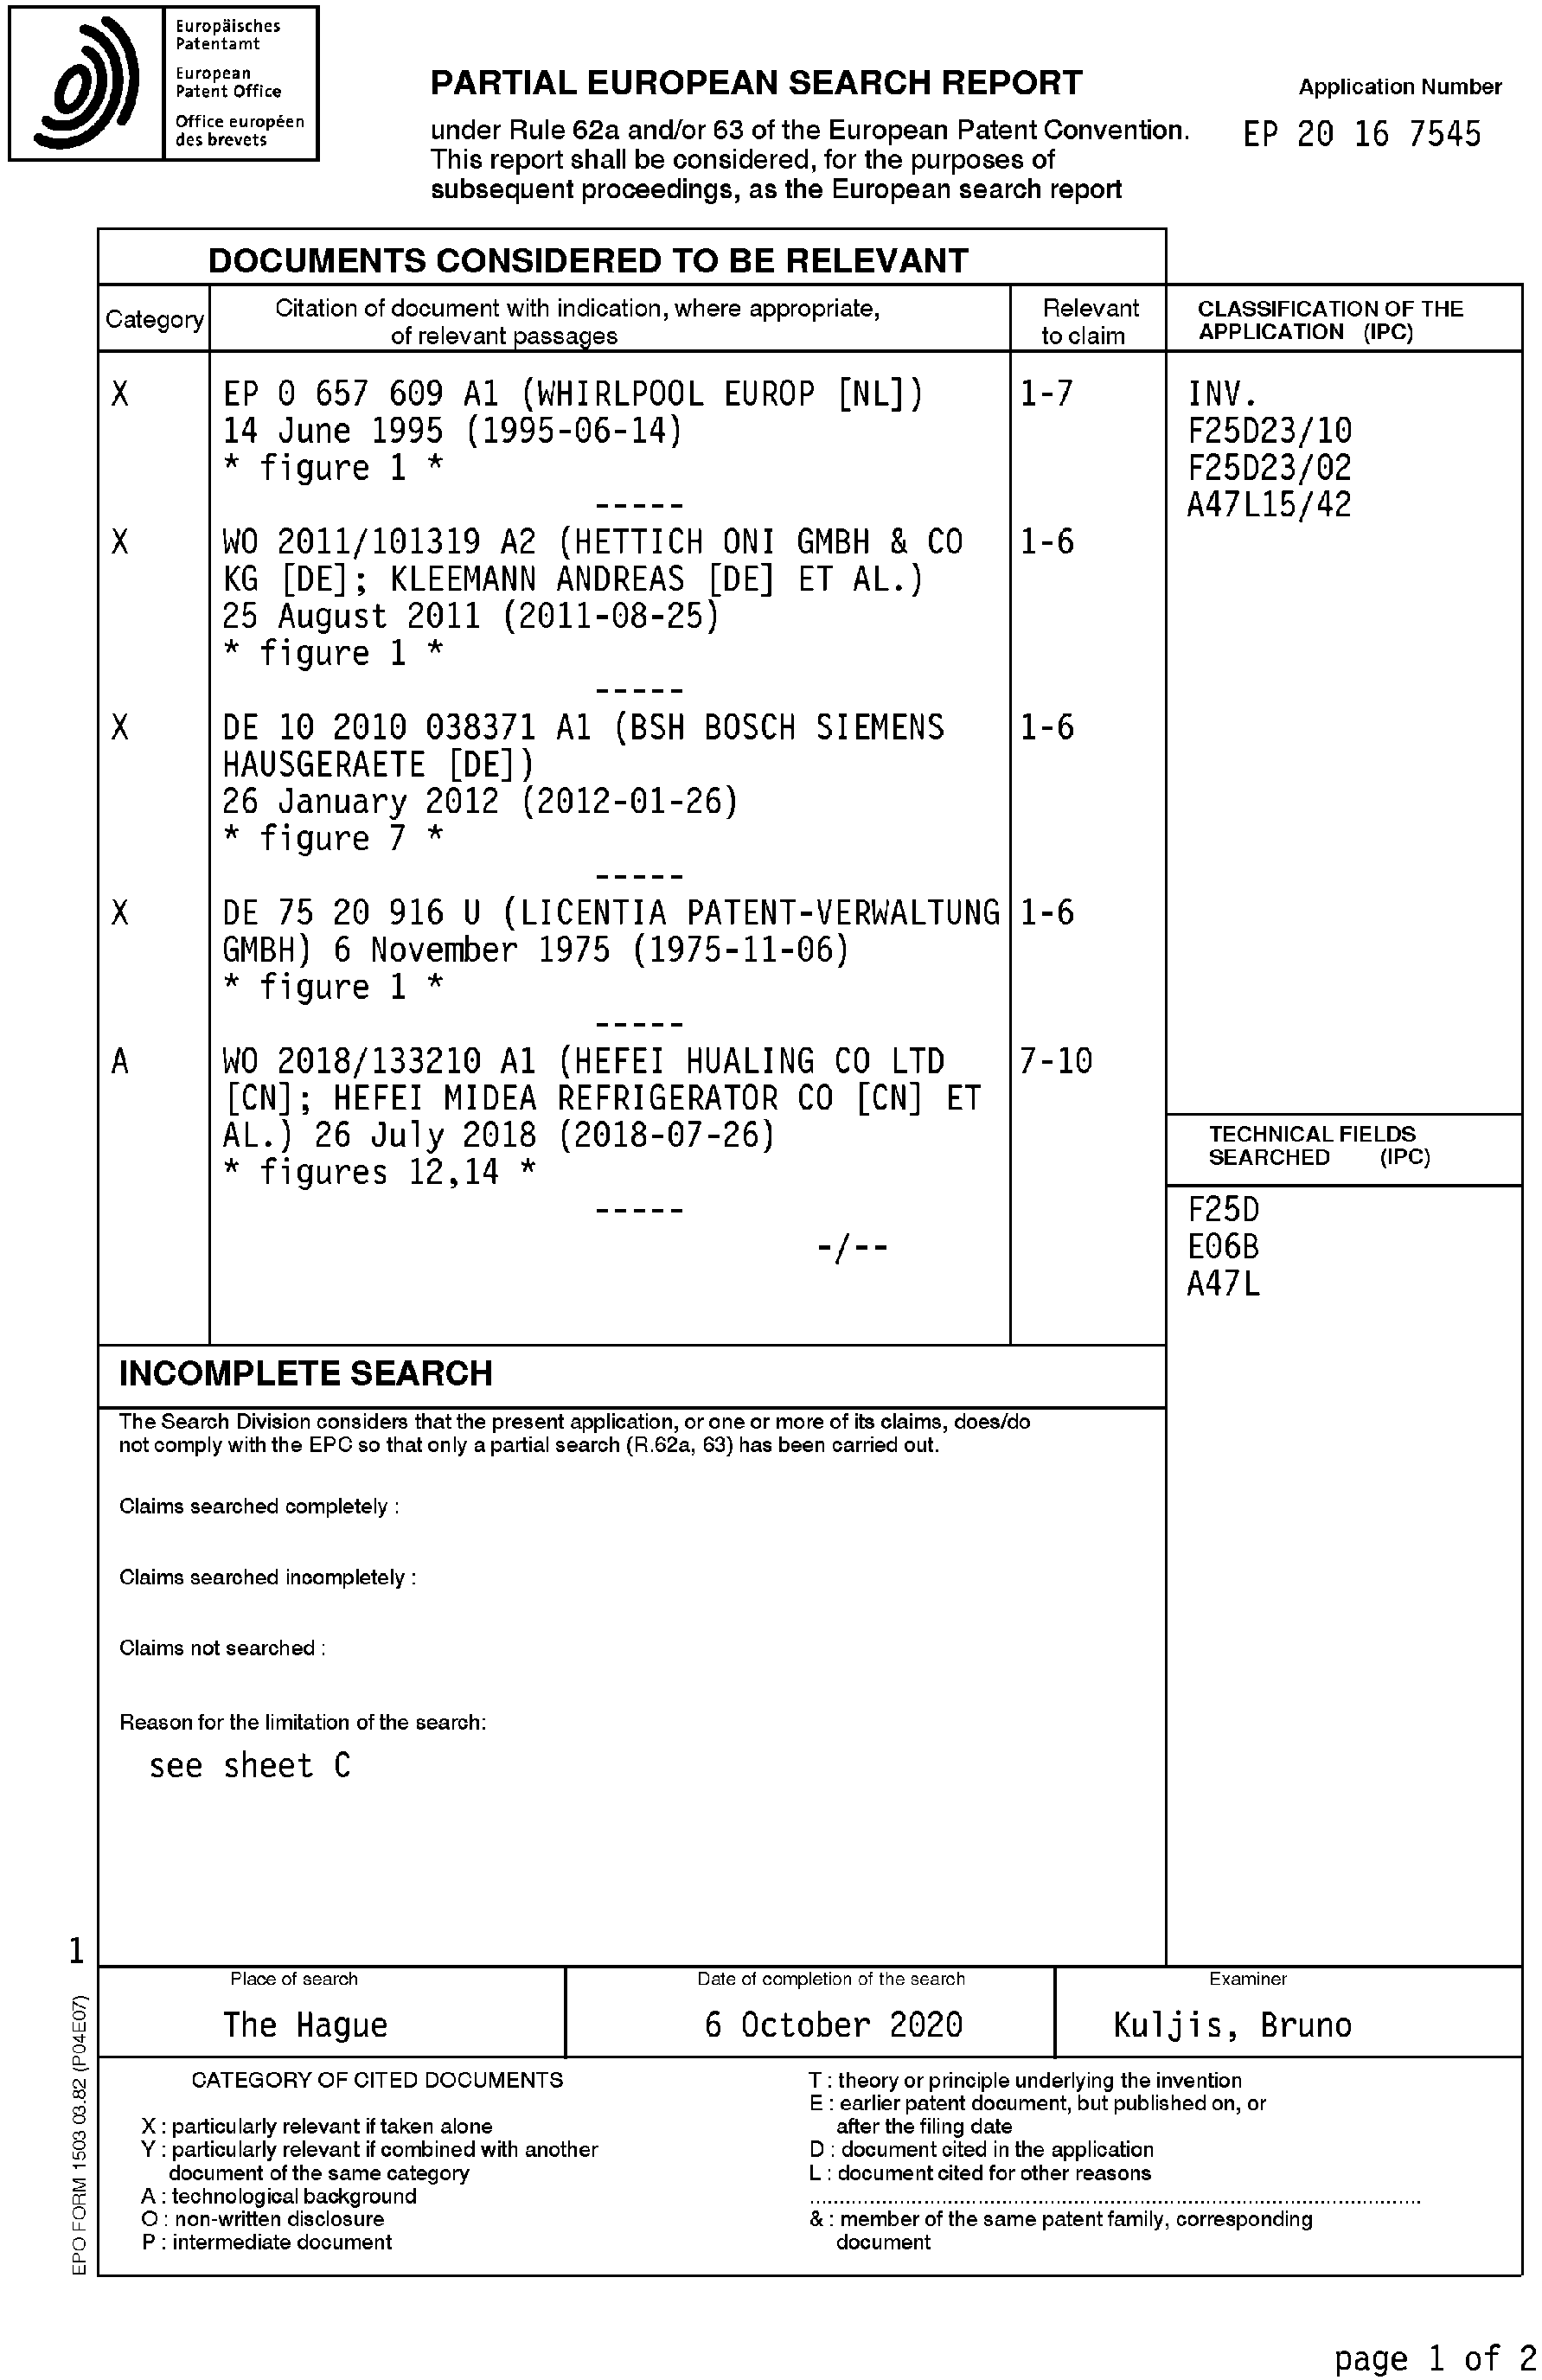 Europäisches
Patentamt
European
Patent Office
Office européen
des brevets
PARTIAL EUROPEAN SEARCH REPORT
under Rule 62a and/or 63 of the European Patent Convention.
This report shall be considered, for the purposes of
subsequent proceedings, as the European search report
Application Number
EP 20 16 7545
DOCUMENTS CONSIDERED TO BE RELEVANT
Category
Citation of document with indication, where appropriate,
of relevant passages
Relevant
to claim
CLASSIFICATION OF THE
APPLICATION (IPC)
X EP 0 657 609 A1 (WHIRLPOOL EUROP [NL]) 1-7
14 June 1995 (1995-06-14)
* figure 1 *
-----
X WO 2011/101319 A2 (HETTICH ONI GMBH & CO 1-6
KG [DE]; KLEEMANN ANDREAS [DE] ET AL.)
25 August 2011 (2011-08-25)
* figure 1 *
-----
X DE 10 2010 038371 A1 (BSH BOSCH SIEMENS 1-6
HAUSGERAETE [DE])
26 January 2012 (2012-01-26)
* figure 7 *
-----
X DE 75 20 916 U (LICENTIA PATENT-VERWALTUNG 1-6
GMBH) 6 November 1975 (1975-11-06)
* figure 1 *
-----
A WO 2018/133210 A1 (HEFEI HUALING CO LTD 7-10
[CN]; HEFEI MIDEA REFRIGERATOR CO [CN] ET
AL.) 26 July 2018 (2018-07-26)
* figures 12,14 *
-----
-/--
INV.
F25D23/10
F25D23/02
A47L15/42
TECHNICAL FIELDS
SEARCHED (IPC)
F25D
E06B
A47L
INCOMPLETE SEARCH
The Search Division considers that the present application, or one or more of its claims, does/do
not comply with the EPC so that only a partial search (R.62a, 63) has been carried out.
Claims searched completely :
Claims searched incompletely :
Claims not searched :
Reason for the limitation of the search:
see sheet C
1
EPO FORM 1503 03.82 (P04E07)
Place of search
The Hague
Date of completion of the search
6 October 2020
Examiner
Kuljis, Bruno
CATEGORY OF CITED DOCUMENTS
X : particularly relevant if taken alone
Y : particularly relevant if combined with another
document of the same category
A : technological background
O : non-written disclosure
P : intermediate document
T : theory or principle underlying the invention
E : earlier patent document, but published on, or
after the filing date
D : document cited in the application
L : document cited for other reasons
& : member of the same patent family, corresponding
document
page 1 of 2